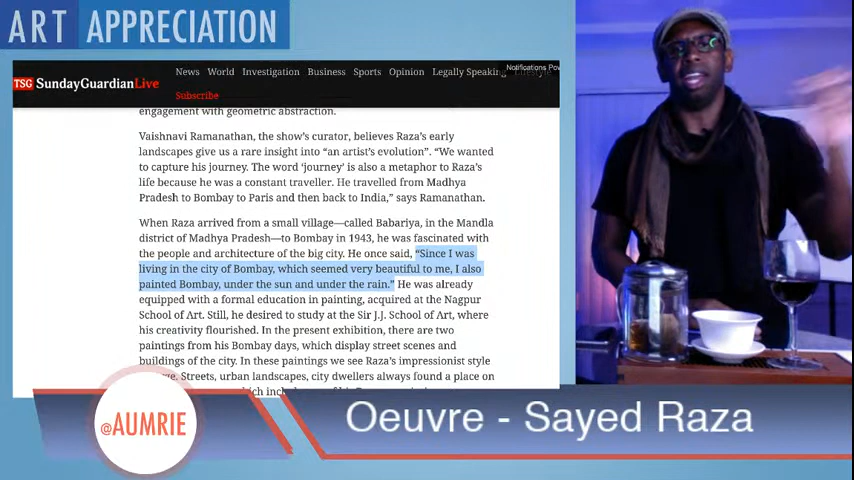 ART APPRECIATION
TSG SundayGuardianLive
News World Investigation Business Sports Opinion Legally Speaking Lifestyle
Notifications Pow
Subscribe
engagement with geometric abstraction.
Vaishnavi Ramanathan, the show's curator, believes Raza's early
landscapes give us a rare insight into “an artist's evolution”. “We wanted
to capture his journey. The word ‘journey’ is also a metaphor to Raza's
life because he was a constant traveller. He travelled from Madhya
Pradesh to Bombay to Paris and then back to India,” says Ramanathan.
When Raza arrived from a small village—called Babariya, in the Mandla
district of Madhya Pradesh—to Bombay in 1943, he was fascinated with
the people and architecture of the big city. He once said, “Since I was
living in the city of Bombay, which seemed very beautiful to me, I also
painted Bombay, under the sun and under the rain.” He was already
equipped with a formal education in painting, acquired at the Nagpur
School of Art. Still, he desired to study at the Sir J.J. School of Art, where
his creativity flourished. In the present exhibition, there are two
paintings from his Bombay days, which display street scenes and
buildings of the city. In these paintings we see Raza's impressionist style
Streets, urban landscapes, city dwellers always found a place on
@AUMRIE
Oeuvre - Sayed Raza